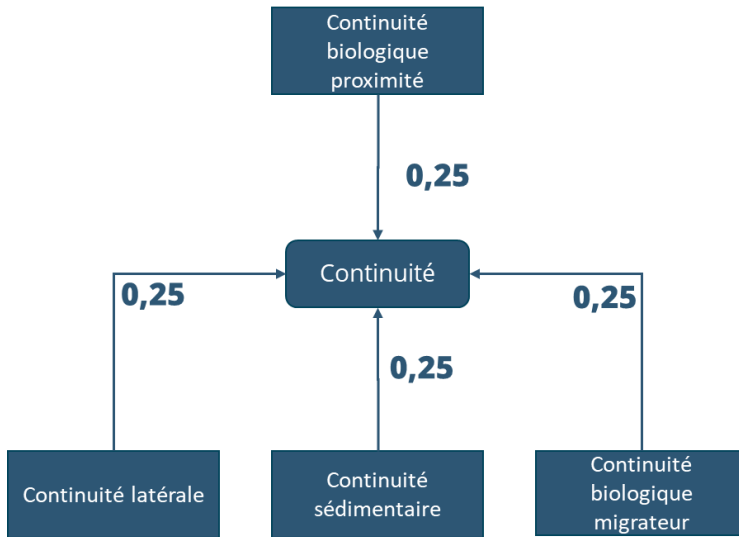 Continuité
biologique
proximité
0,25
Continuité
0,25
0,25
0,25
Continuité latérale
Continuité
sédimentaire
Continuité
biologique
migrateur